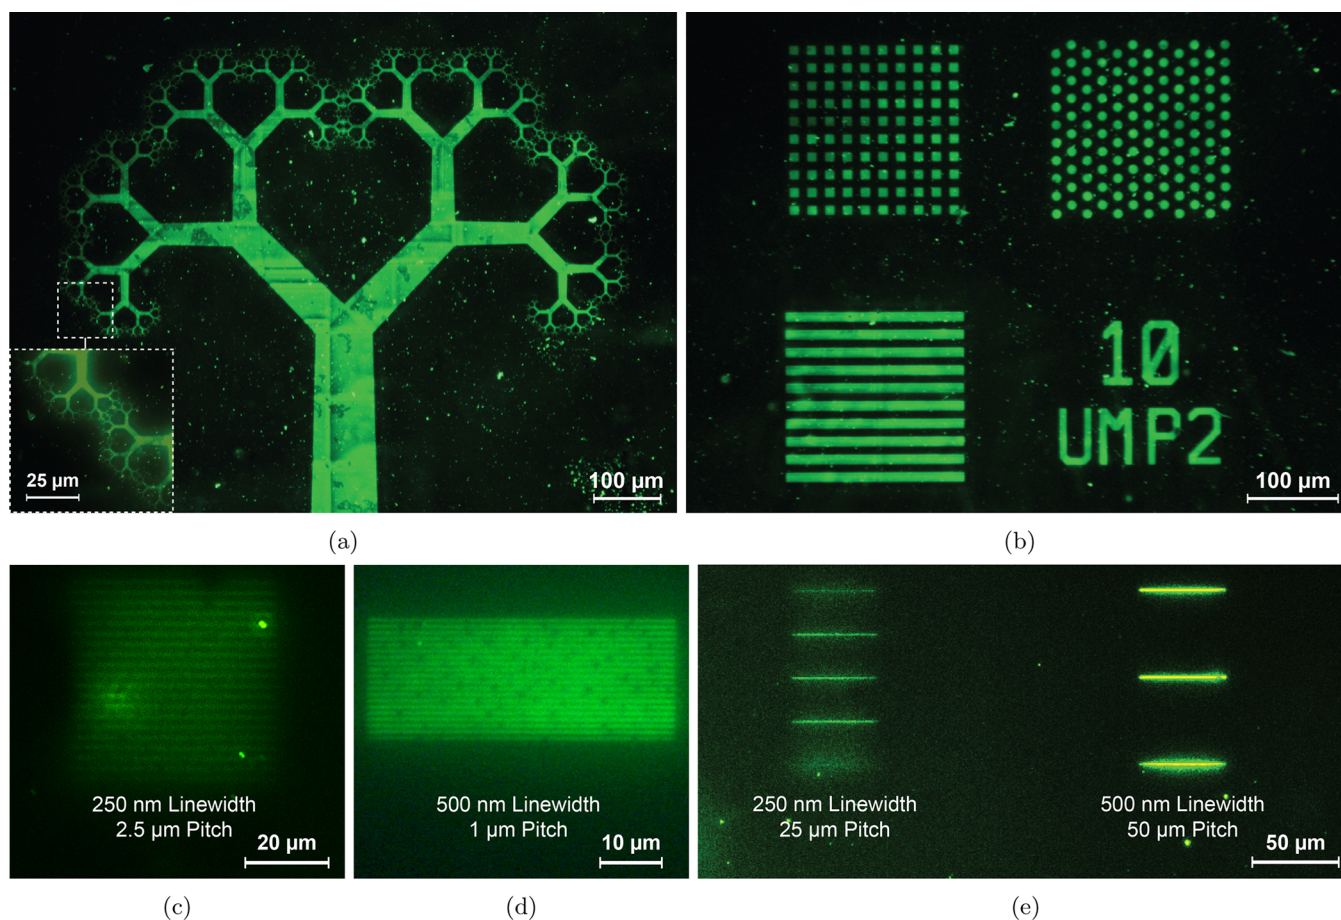 25 µm
100 µm
10
UMP2
100 µm
(a)
(b)
250 nm Linewidth
2.5 µm Pitch
20 µm
500 nm Linewidth
1 µm Pitch
10 µm
250 nm Linewidth
25 µm Pitch
500 nm Linewidth
50 µm Pitch
50 µm
(c)
(d)
(e)